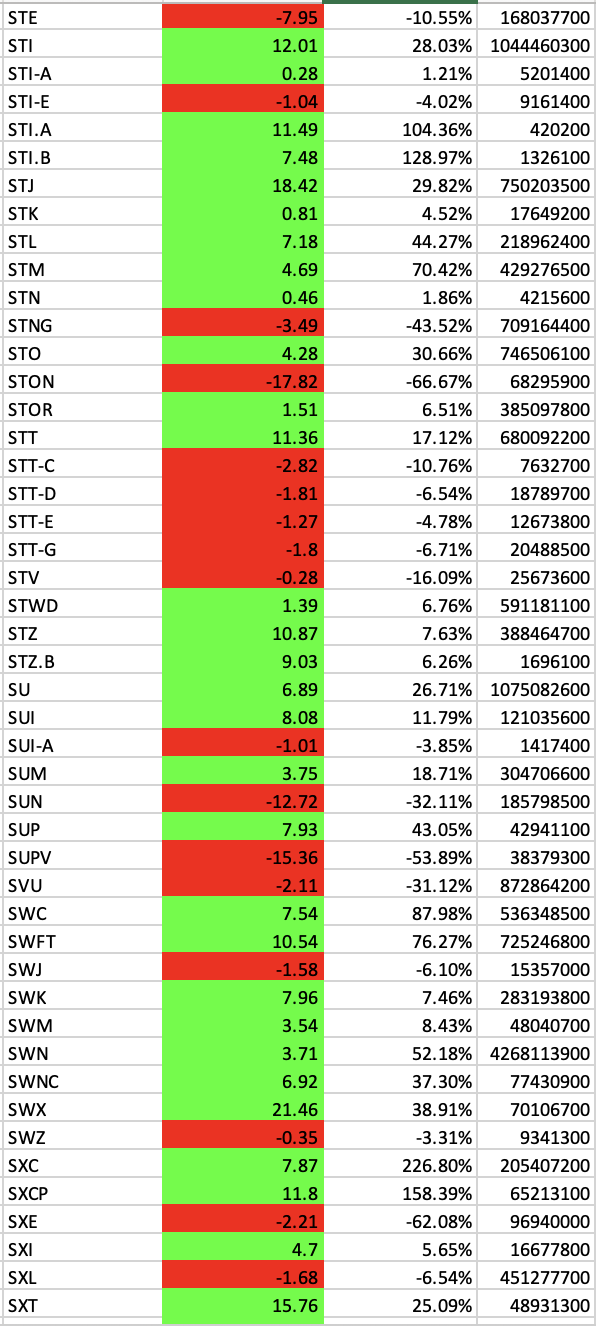 STE -7.95 -10.55% 168037700
STI 12.01 28.03% 1044460300
STI-A 0.28 1.21% 5201400
STI-E -1.04 -4.02% 9161400
STI.A 11.49 104.36% 420200
STI.B 7.48 128.97% 1326100
STJ 18.42 29.82% 750203500
STK 0.81 4.52% 17649200
STL 7.18 44.27% 218962400
STM 4.69 70.42% 429276500
STN 0.46 1.86% 4215600
STNG -3.49 -43.52% 709164400
STO 4.28 30.66% 746506100
STON -17.82 -66.67% 68295900
STOR 1.51 6.51% 385097800
STT 11.36 17.12% 680092200
STT-C -2.82 -10.76% 7632700
STT-D -1.81 -6.54% 18789700
STT-E -1.27 -4.78% 12673800
STT-G -1.8 -6.71% 20488500
STV -0.28 -16.09% 25673600
STWD 1.39 6.76% 591181100
STZ 10.87 7.63% 388464700
STZ.B 9.03 6.26% 1696100
SU 6.89 26.71% 1075082600
SUI 8.08 11.79% 121035600
SUI-A -1.01 -3.85% 1417400
SUM 3.75 18.71% 304706600
SUN -12.72 -32.11% 185798500
SUP 7.93 43.05% 42941100
SUPV -15.36 -53.89% 38379300
SVU -2.11 -31.12% 872864200
SWC 7.54 87.98% 536348500
SWFT 10.54 76.27% 725246800
SWJ -1.58 -6.10% 15357000
SWK 7.96 7.46% 283193800
SWM 3.54 8.43% 48040700
SWN 3.71 52.18% 4268113900
SWNC 6.92 37.30% 77430900
SWX 21.46 38.91% 70106700
SWZ -0.35 -3.31% 9341300
SXC 7.87 226.80% 205407200
SXCP 11.8 158.39% 65213100
SXE -2.21 -62.08% 96940000
SXI 4.7 5.65% 16677800
SXL -1.68 -6.54% 451277700
SXT 15.76 25.09% 48931300